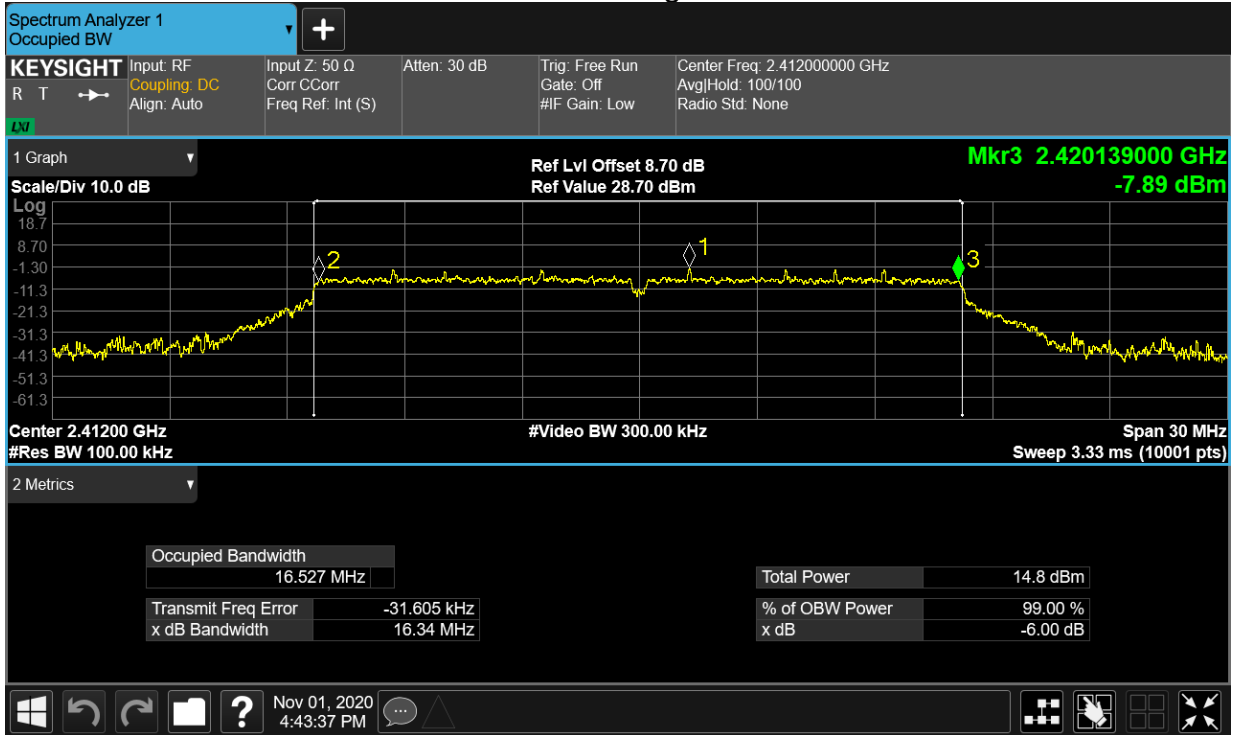 Spectrum Analyzer 1
Occupied BW
KEYSIGHT
R T
LXI
Input: RF
Coupling: DC
Align: Auto
Input Z: 50 Ω
Corr CCorr
Freq Ref: Int (S)
Atten: 30 dB
Trig: Free Run
Gate: Off
#IF Gain: Low
Center Freq: 2.412000000 GHz
Avg|Hold: 100/100
Radio Std: None
1 Graph
Scale/Div 10.0 dB
Ref Lvl Offset 8.70 dB
Ref Value 28.70 dBm
Mkr3 2.420139000 GHz
-7.89 dBm
Log
18.7
8.70
-1.30
-11.3
-21.3
-31.3
-41.3
-51.3
-61.3
2
1
3
Center 2.41200 GHz
#Res BW 100.00 kHz
#Video BW 300.00 kHz
Span 30 MHz
Sweep 3.33 ms (10001 pts)
2 Metrics
Occupied Bandwidth
16.527 MHz
Transmit Freq Error -31.605 kHz
x dB Bandwidth 16.34 MHz
Total Power 14.8 dBm
% of OBW Power 99.00 %
x dB -6.00 dB
?
Nov 01, 2020
4:43:37 PM